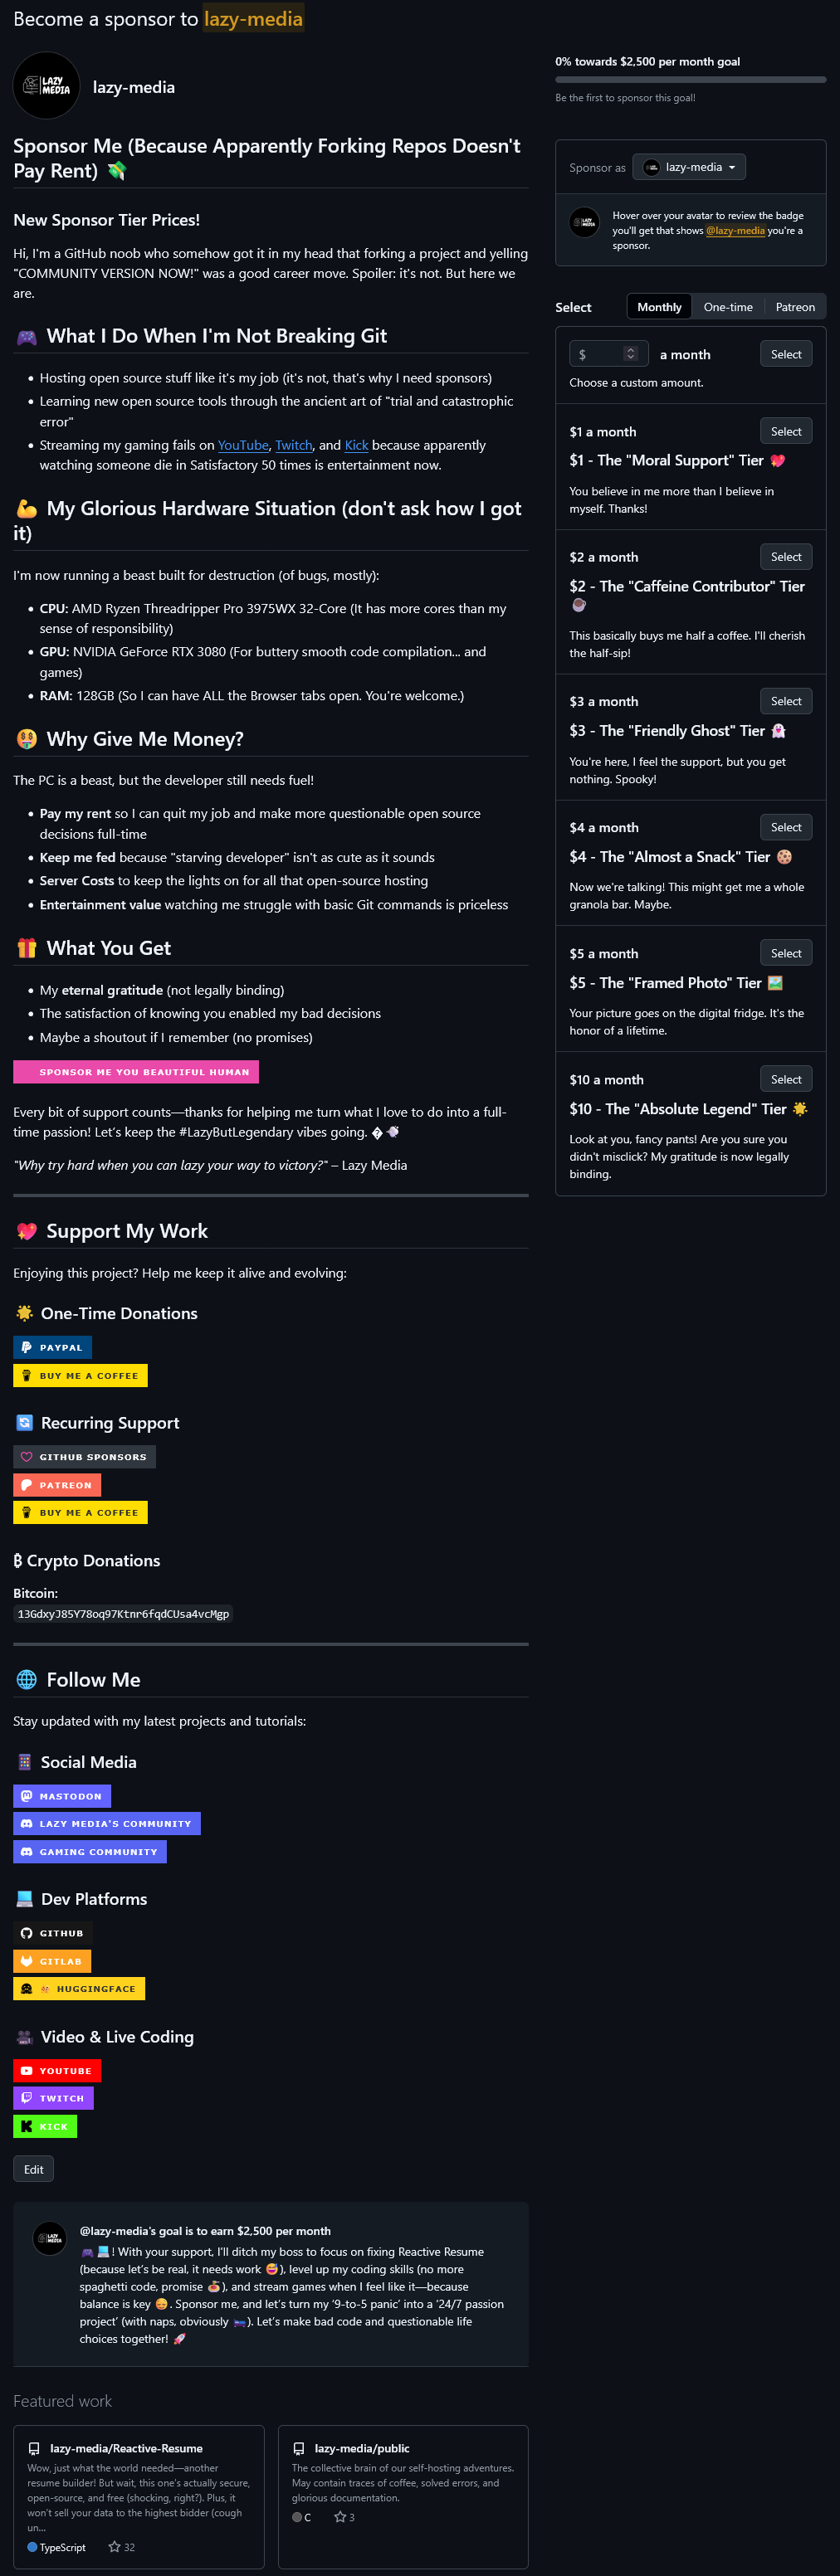 Become a sponsor to lazy-media
LAZY
MEDIA
lazy-media
Sponsor Me (Because Apparently Forking Repos Doesn't
Pay Rent) 💸
New Sponsor Tier Prices!
Hi, I'm a GitHub noob who somehow got it in my head that forking a project and yelling
"COMMUNITY VERSION NOW!" was a good career move. Spoiler: it's not. But here we
are.
🎮 What I Do When I'm Not Breaking Git
• Hosting open source stuff like it's my job (it's not, that's why I need sponsors)
• Learning new open source tools through the ancient art of "trial and catastrophic
error"
• Streaming my gaming fails on YouTube, Twitch, and Kick because apparently
watching someone die in Satisfactory 50 times is entertainment now.
💪 My Glorious Hardware Situation (don't ask how I got
it)
I'm now running a beast built for destruction (of bugs, mostly):
• CPU: AMD Ryzen Threadripper Pro 3975WX 32-Core (It has more cores than my
sense of responsibility)
• GPU: NVIDIA GeForce RTX 3080 (For buttery smooth code compilation... and
games)
• RAM: 128GB (So I can have ALL the Browser tabs open. You're welcome.)
🤑 Why Give Me Money?
The PC is a beast, but the developer still needs fuel!
• Pay my rent so I can quit my job and make more questionable open source
decisions full-time
• Keep me fed because "starving developer" isn't as cute as it sounds
• Server Costs to keep the lights on for all that open-source hosting
• Entertainment value watching me struggle with basic Git commands is priceless
🎁 What You Get
• My eternal gratitude (not legally binding)
• The satisfaction of knowing you enabled my bad decisions
• Maybe a shoutout if I remember (no promises)
SPONSOR ME YOU BEAUTIFUL HUMAN
Every bit of support counts—thanks for helping me turn what I love to do into a full-
time passion! Let’s keep the #LazyButLegendary vibes going. �
"Why try hard when you can lazy your way to victory?" – Lazy Media
💖 Support My Work
Enjoying this project? Help me keep it alive and evolving:
🌟 One-Time Donations
PAYPAL
BUY ME A COFFEE
🔄 Recurring Support
GITHUB SPONSORS
PATREON
BUY ME A COFFEE
₿ Crypto Donations
Bitcoin:
13GdxyJ85Y78oq97Ktnr6fqdCUsa4vcMgp
🌐 Follow Me
Stay updated with my latest projects and tutorials:
📱 Social Media
MASTODON
LAZY MEDIA'S COMMUNITY
GAMING COMMUNITY
💻 Dev Platforms
GITHUB
GITLAB
🤗 HUGGINGFACE
🎥 Video & Live Coding
YOUTUBE
TWITCH
KICK
Edit
LAZY
MEDIA
@lazy-media's goal is to earn $2,500 per month
🎮💻! With your support, I'll ditch my boss to focus on fixing Reactive Resume
(because let’s be real, it needs work 😅), level up my coding skills (no more
spaghetti code, promise 🍝), and stream games when I feel like it—because
balance is key 😌. Sponsor me, and let’s turn my ‘9-to-5 panic’ into a ‘24/7 passion
project’ (with naps, obviously 🛌). Let’s make bad code and questionable life
choices together! 🚀
Featured work
lazy-media/Reactive-Resume
Wow, just what the world needed—another
resume builder! But wait, this one's actually secure,
open-source, and free (shocking, right?). Plus, it
won't sell your data to the highest bidder (cough
un...
TypeScript 32
lazy-media/public
The collective brain of our self-hosting adventures.
May contain traces of coffee, solved errors, and
glorious documentation.
C 3
0% towards $2,500 per month goal
Be the first to sponsor this goal!
Sponsor as lazy-media
Hover over your avatar to review the badge
you'll get that shows @lazy-media you're a
sponsor.
Select Monthly One-time Patreon
$ a month Select
Choose a custom amount.
$1 a month Select
$1 - The "Moral Support" Tier 💖
You believe in me more than I believe in
myself. Thanks!
$2 a month Select
$2 - The "Caffeine Contributor" Tier
☕
This basically buys me half a coffee. I'll cherish
the half-sip!
$3 a month Select
$3 - The "Friendly Ghost" Tier 👻
You're here, I feel the support, but you get
nothing. Spooky!
$4 a month Select
$4 - The "Almost a Snack" Tier 🍪
Now we're talking! This might get me a whole
granola bar. Maybe.
$5 a month Select
$5 - The "Framed Photo" Tier 🖼️
Your picture goes on the digital fridge. It's the
honor of a lifetime.
$10 a month Select
$10 - The "Absolute Legend" Tier 🌟
Look at you, fancy pants! Are you sure you
didn't misclick? My gratitude is now legally
binding.